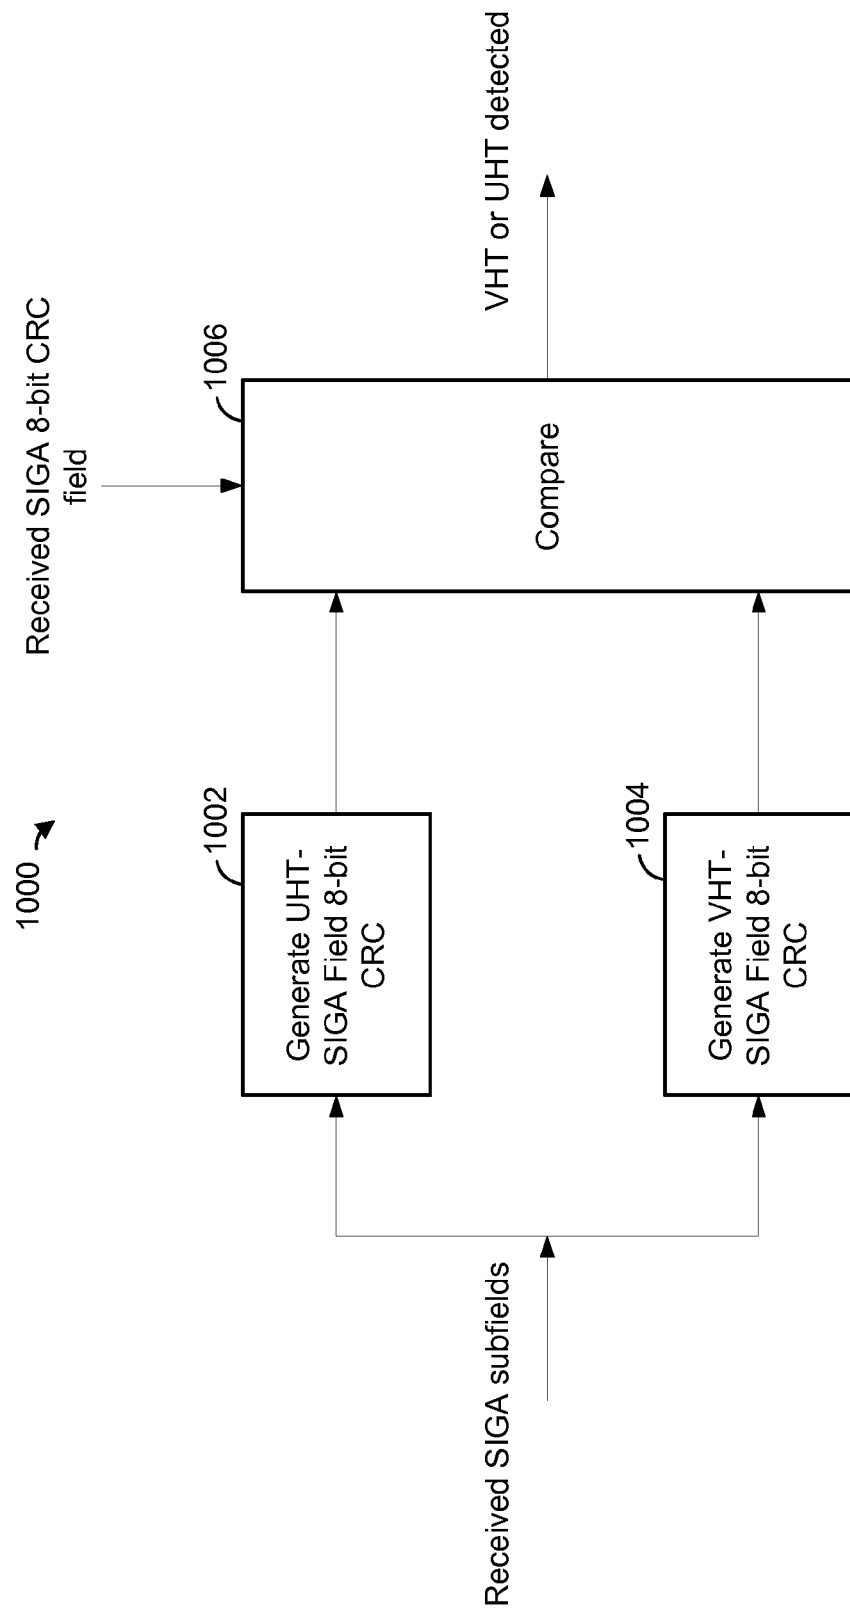 1000
Received SIGA subfields
1002
Generate UHT-
SIGA Field 8-bit
CRC
1004
Generate VHT-
SIGA Field 8-bit
CRC
Received SIGA 8-bit CRC
field
1006
Compare
VHT or UHT detected